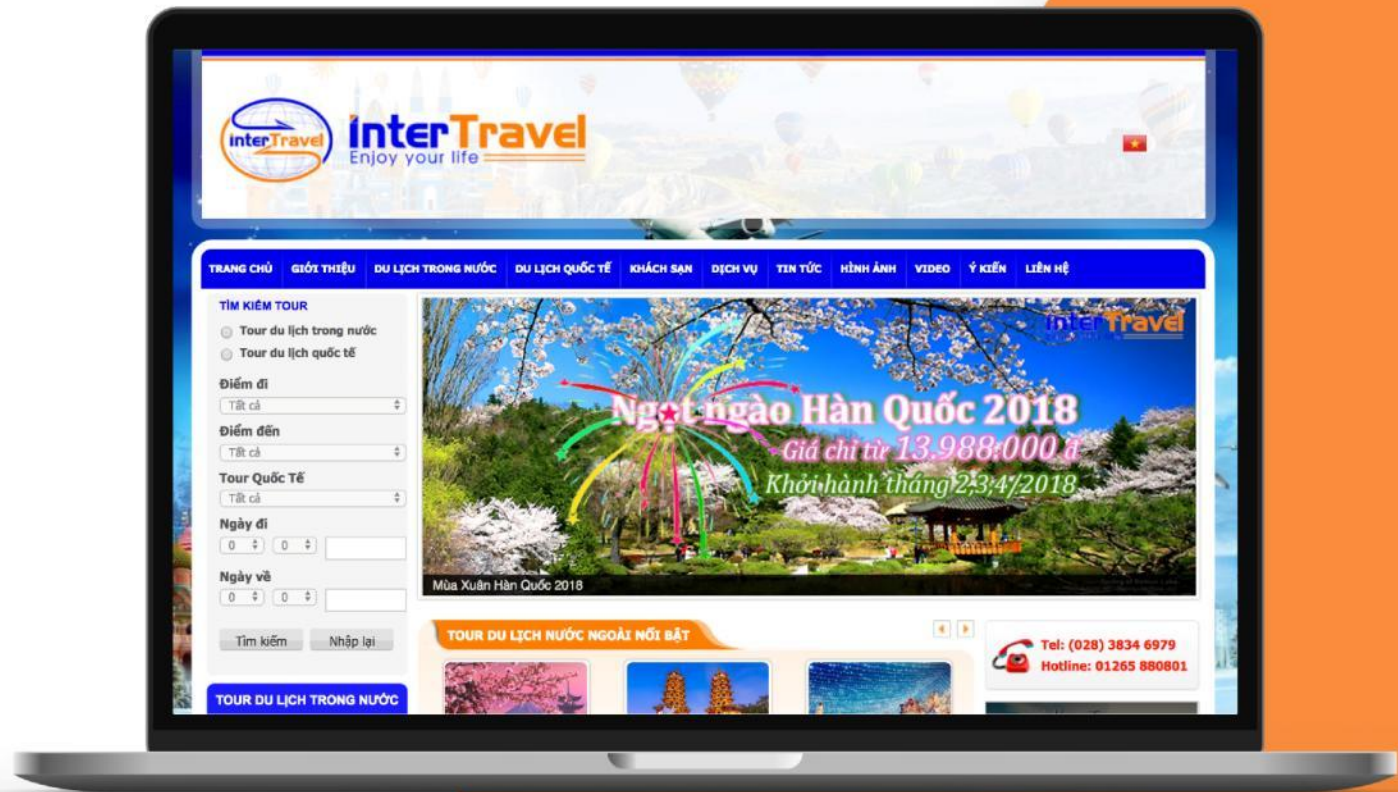 interTravel
interTravel
Enjoy your life
TRANG CHỦ GIỚI THIỆU DU LỊCH TRONG NƯỚC DU LỊCH QUỐC TẾ KHÁCH SẠN DỊCH VỤ TIN TỨC HÌNH ẢNH VIDEO Ý KIẾN LIÊN HỆ
TÌM KIẾM TOUR
Tour du lịch trong nước
Tour du lịch quốc tế
Điểm đi
Tất cả
Điểm đến
Tất cả
Tour Quốc Tế
Tất cả
Ngày đi
0 0
Ngày về
0 0
Tìm kiếm Nhập lại
TOUR DU LỊCH TRONG NƯỚC
interTravel
Ngọt ngào Hàn Quốc 2018
Giá chỉ từ 13.988.000 đ
Khởi hành tháng 2,3,4/2018
Mùa Xuân Hàn Quốc 2018
TOUR DU LỊCH NƯỚC NGOÀI NỔI BẬT
Tel: (028) 3834 6979
Hotline: 01265 880801